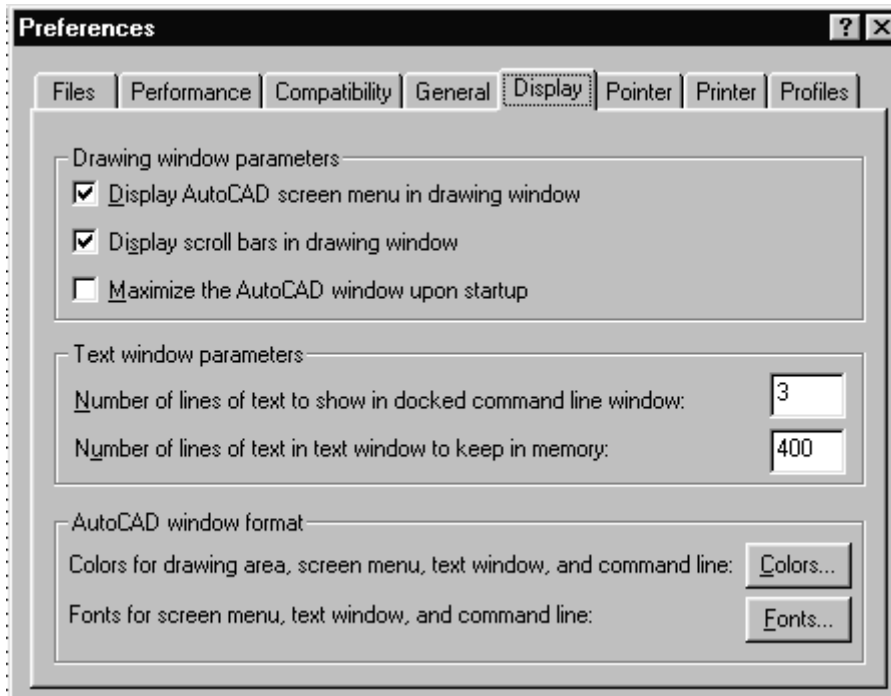 Preferences
Files Performance Compatibility General Display Pointer Printer Profiles
Drawing window parameters
Display AutoCAD screen menu in drawing window
Display scroll bars in drawing window
Maximize the AutoCAD window upon startup
Text window parameters
Number of lines of text to show in docked command line window: 3
Number of lines of text in text window to keep in memory: 400
AutoCAD window format
Colors for drawing area, screen menu, text window, and command line: Colors...
Fonts for screen menu, text window, and command line: Fonts...